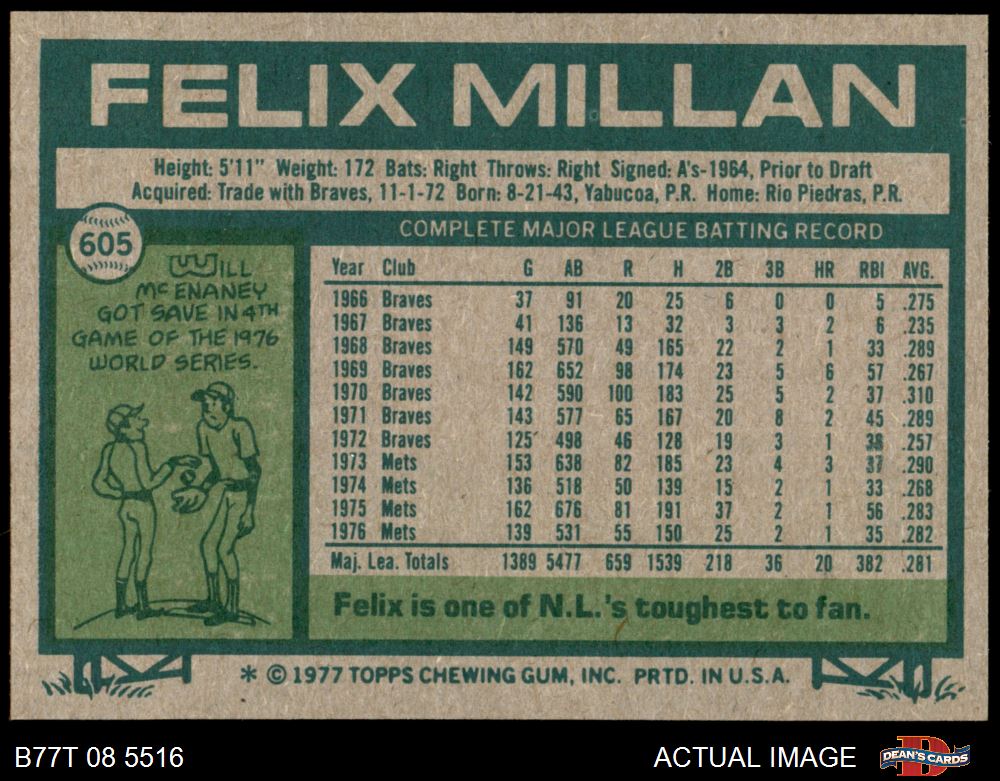 FELIX MILLAN
Height: 5'11" Weight: 172 Bats: Right Throws: Right Signed: A's-1964, Prior to Draft
Acquired: Trade with Braves, 11-1-72 Born: 8-21-43, Yabucoa, P.R. Home: Rio Piedras, P.R.
605
WILL
MCENANEY
GOT SAVE IN 4TH
GAME OF THE 1976
WORLD SERIES.
COMPLETE MAJOR LEAGUE BATTING RECORD
Year Club G AB R H 2B 3B HR RBI AVG.
1966 Braves 37 91 20 25 6 0 0 5 .275
1967 Braves 41 136 13 32 3 3 2 6 .235
1968 Braves 149 570 49 165 22 2 1 33 .289
1969 Braves 162 652 98 174 23 5 6 57 .267
1970 Braves 142 590 100 183 25 5 2 37 .310
1971 Braves 143 577 65 167 20 8 2 45 .289
1972 Braves 125 498 46 128 19 3 1 38 .257
1973 Mets 153 638 82 185 23 4 3 37 .290
1974 Mets 136 518 50 139 15 2 1 33 .268
1975 Mets 162 676 81 191 37 2 1 56 .283
1976 Mets 139 531 55 150 25 2 1 35 .282
Maj. Lea. Totals 1389 5477 659 1539 218 36 20 382 .281
Felix is one of N.L.'s toughest to fan.
* © 1977 TOPPS CHEWING GUM, INC. PRTD. IN U.S.A.
B77T 08 5516
ACTUAL IMAGE
D
DEAN'S CARDS